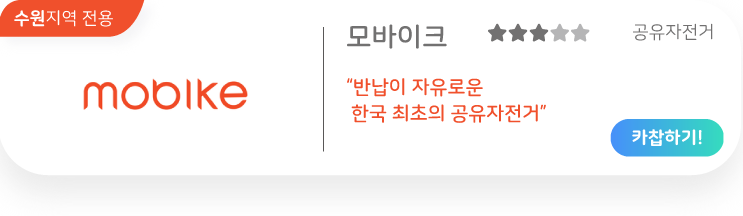 수원지역 전용
mobike
모바이크
공유자전거
“반납이 자유로운
한국 최초의 공유자전거”
카찹하기!